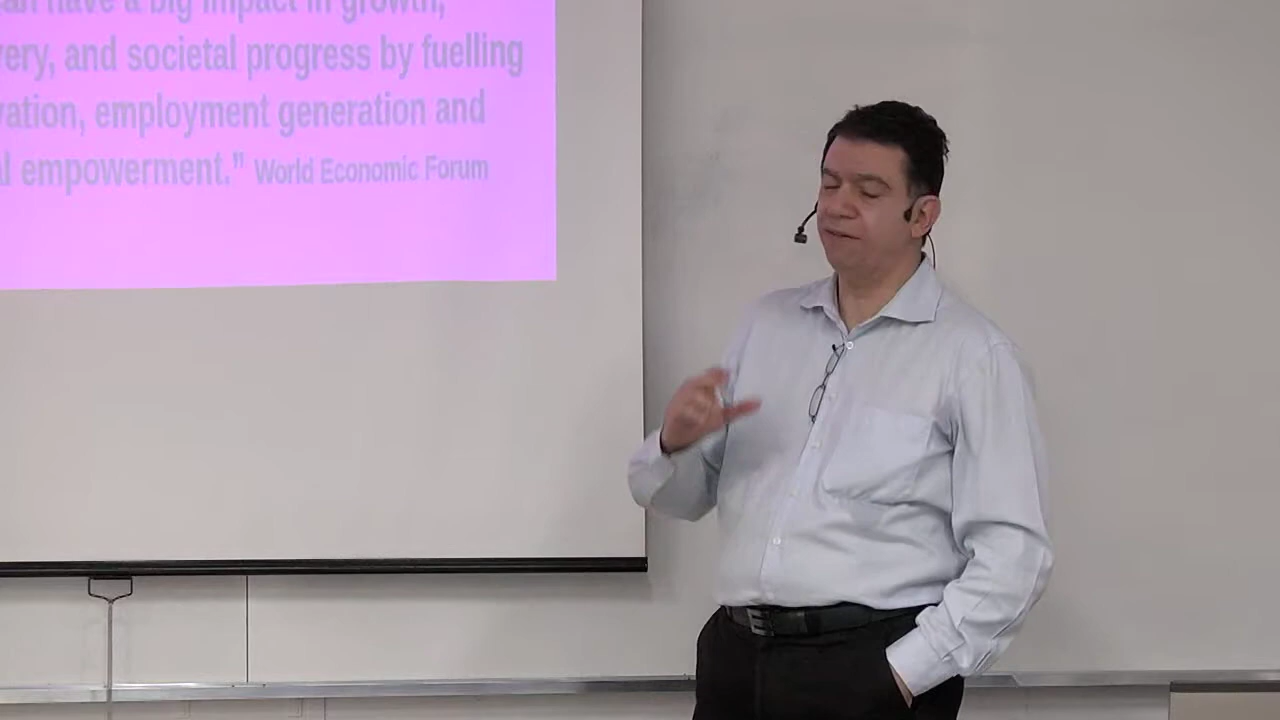 an have a big impact in growth,
very, and societal progress by fuelling
vation, employment generation and
l empowerment.” World Economic Forum